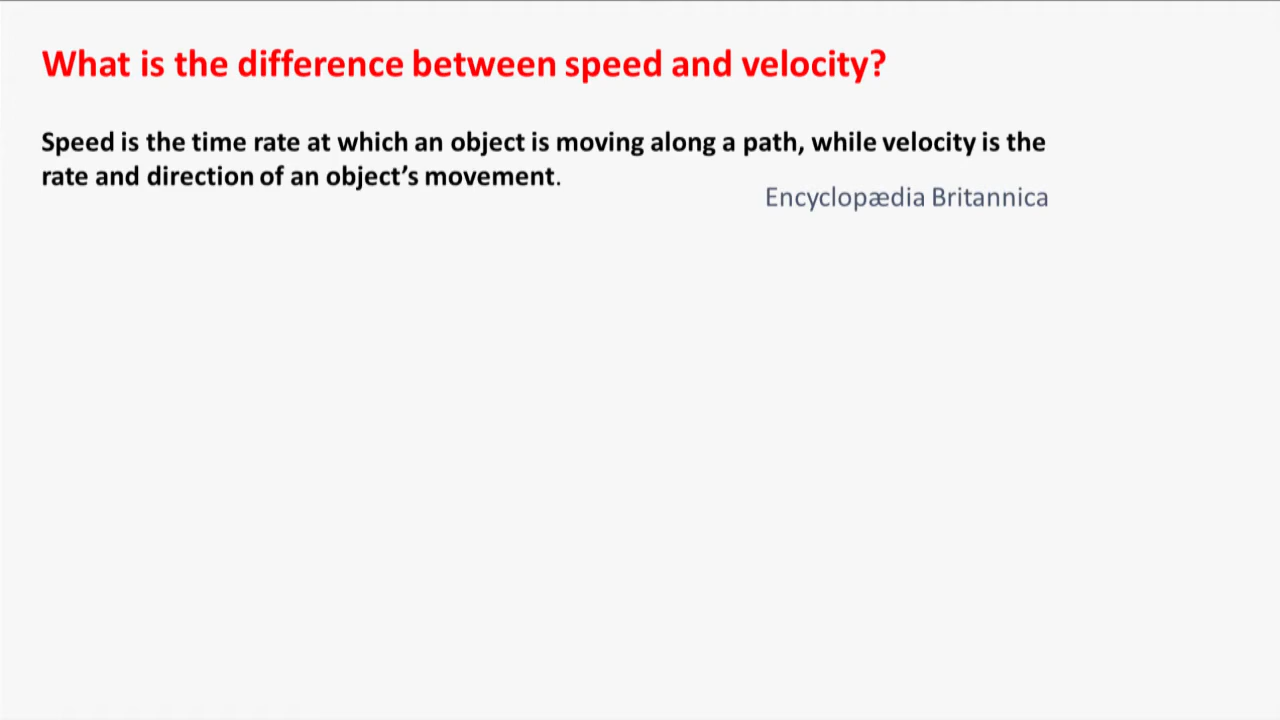 What is the difference between speed and velocity?
Speed is the time rate at which an object is moving along a path, while velocity is the
rate and direction of an object’s movement.
Encyclopædia Britannica